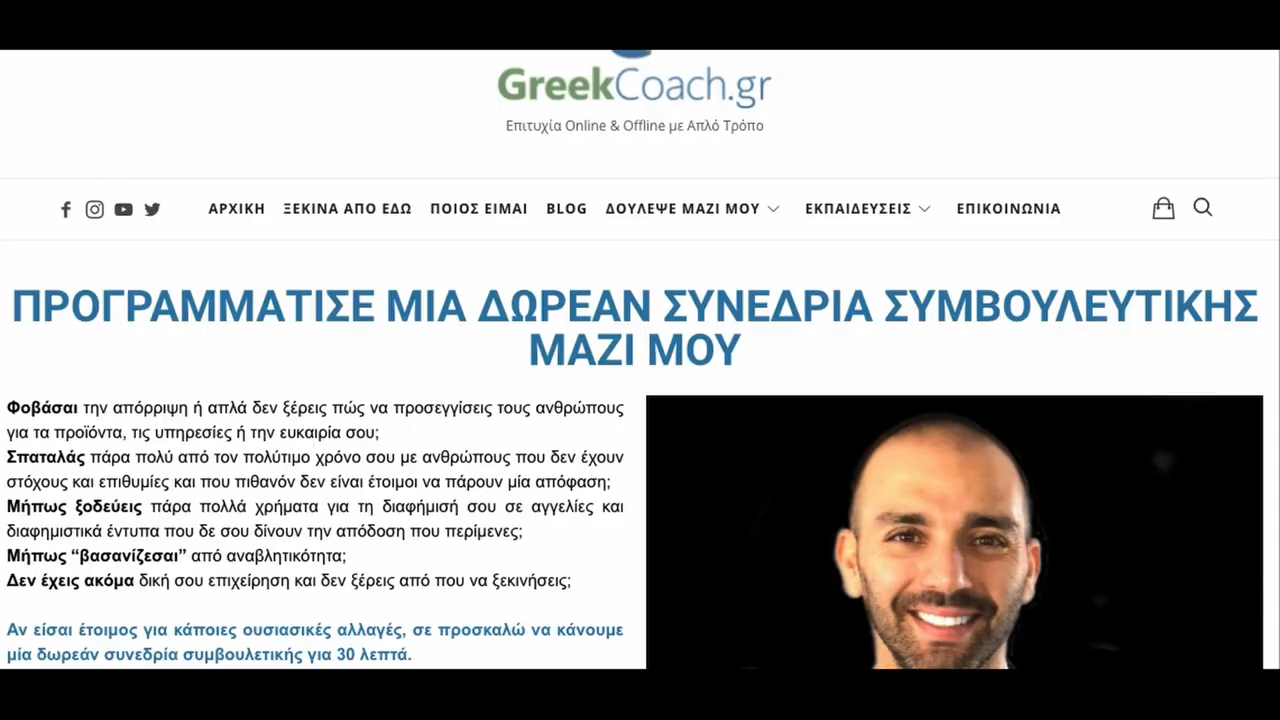 GreekCoach.gr
Επιτυχία Online & Offline με Απλό Τρόπο
ΑΡΧΙΚΗ ΞΕΚΙΝΑ ΑΠΟ ΕΔΩ ΠΟΙΟΣ ΕΙΜΑΙ BLOG ΔΟΥΛΕΨΕ ΜΑΖΙ ΜΟΥ ΕΚΠΑΙΔΕΥΣΕΙΣ ΕΠΙΚΟΙΝΩΝΙΑ
ΠΡΟΓΡΑΜΜΑΤΙΣΕ ΜΙΑ ΔΩΡΕΑΝ ΣΥΝΕΔΡΙΑ ΣΥΜΒΟΥΛΕΥΤΙΚΗΣ
ΜΑΖΙ ΜΟΥ
Φοβάσαι την απόρριψη ή απλά δεν ξέρεις πώς να προσεγγίσεις τους ανθρώπους
για τα προϊόντα, τις υπηρεσίες ή την ευκαιρία σου;
Σπαταλάς πάρα πολύ από τον πολύτιμο χρόνο σου με ανθρώπους που δεν έχουν
στόχους και επιθυμίες και που πιθανόν δεν είναι έτοιμοι να πάρουν μία απόφαση;
Μήπως ξοδεύεις πάρα πολλά χρήματα για τη διαφήμισή σου σε αγγελίες και
διαφημιστικά έντυπα που δε σου δίνουν την απόδοση που περίμενες;
Μήπως “βασανίζεσαι” από αναβλητικότητα;
Δεν έχεις ακόμα δική σου επιχείρηση και δεν ξέρεις από που να ξεκινήσεις;
Αν είσαι έτοιμος για κάποιες ουσιασικές αλλαγές, σε προσκαλώ να κάνουμε
μία δωρεάν συνεδρία συμβουλετικής για 30 λεπτά.